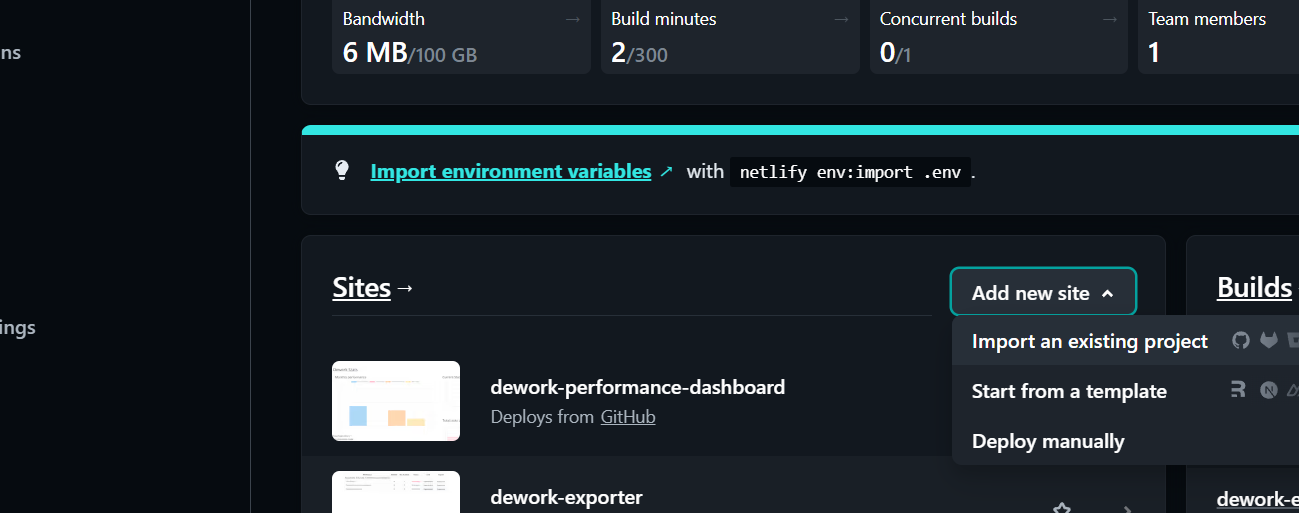 Bandwidth → Build minutes → Concurrent builds → Team members
6 MB/100 GB 2/300 0/1 1
ns
Import environment variables ↗ with netlify env:import .env.
Sites →
Add new site
Builds
ings
Import an existing project
Start from a template
Deploy manually
dework-performance-dashboard
Deploys from GitHub
dework-exporter
dework-e